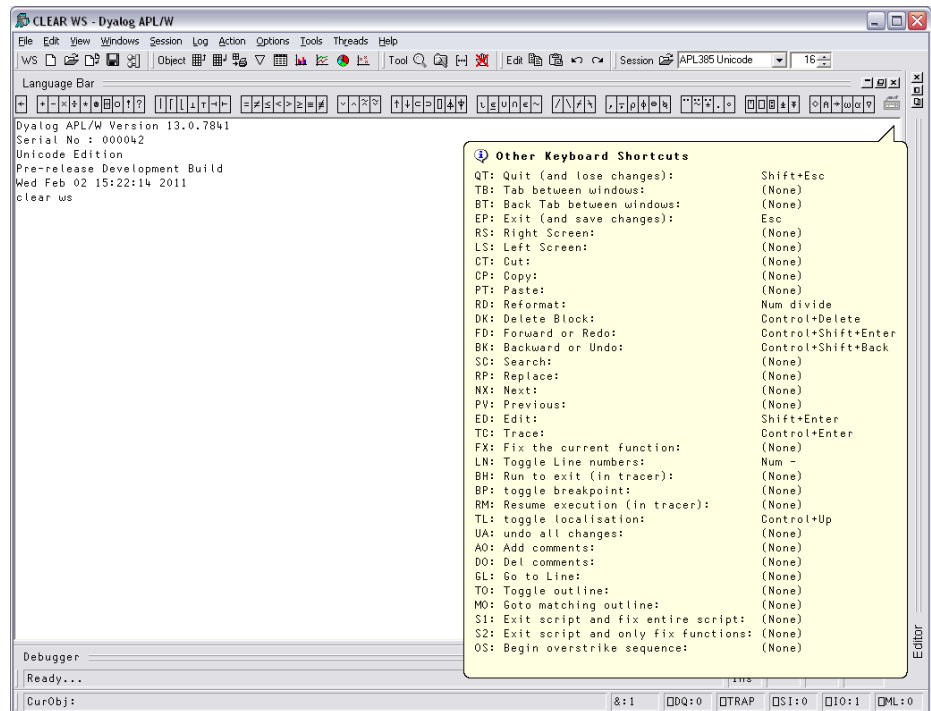 CLEAR WS - Dyalog APL/W
File Edit View Windows Session Log Action Options Tools Threads Help
WS Object Tool Edit Session APL385 Unicode 16
Language Bar
Dyalog APL/W Version 13.0.7841
Serial No : 000042
Unicode Edition
Pre-release Development Build
Wed Feb 02 15:22:14 2011
clear ws
Other Keyboard Shortcuts
QT: Quit (and lose changes): Shift+Esc
TB: Tab between windows: (None)
BT: Back Tab between windows: (None)
EP: Exit (and save changes): Esc
RS: Right Screen: (None)
LS: Left Screen: (None)
CT: Cut: (None)
CP: Copy: (None)
PT: Paste: (None)
RD: Reformat: Num divide
DK: Delete Block: Control+Delete
FD: Forward or Redo: Control+Shift+Enter
BK: Backward or Undo: Control+Shift+Back
SC: Search: (None)
RP: Replace: (None)
NX: Next: (None)
PV: Previous: (None)
ED: Edit: Shift+Enter
TC: Trace: Control+Enter
FX: Fix the current function: (None)
LN: Toggle Line numbers: Num -
BH: Run to exit (in tracer): (None)
BP: toggle breakpoint: (None)
RM: Resume execution (in tracer): (None)
TL: toggle localisation: Control+Up
UA: undo all changes: (None)
AO: Add comments: (None)
DO: Del comments: (None)
GL: Go to Line: (None)
TO: Toggle outline: (None)
MO: Goto matching outline: (None)
S1: Exit script and fix entire script: (None)
S2: Exit script and only fix functions: (None)
OS: Begin overstrike sequence: (None)
Editor
Debugger
Ready... Ins
CurObj: &:1 ⎕DQ:0 ⎕TRAP ⎕SI:0 ⎕IO:1 ⎕ML:0